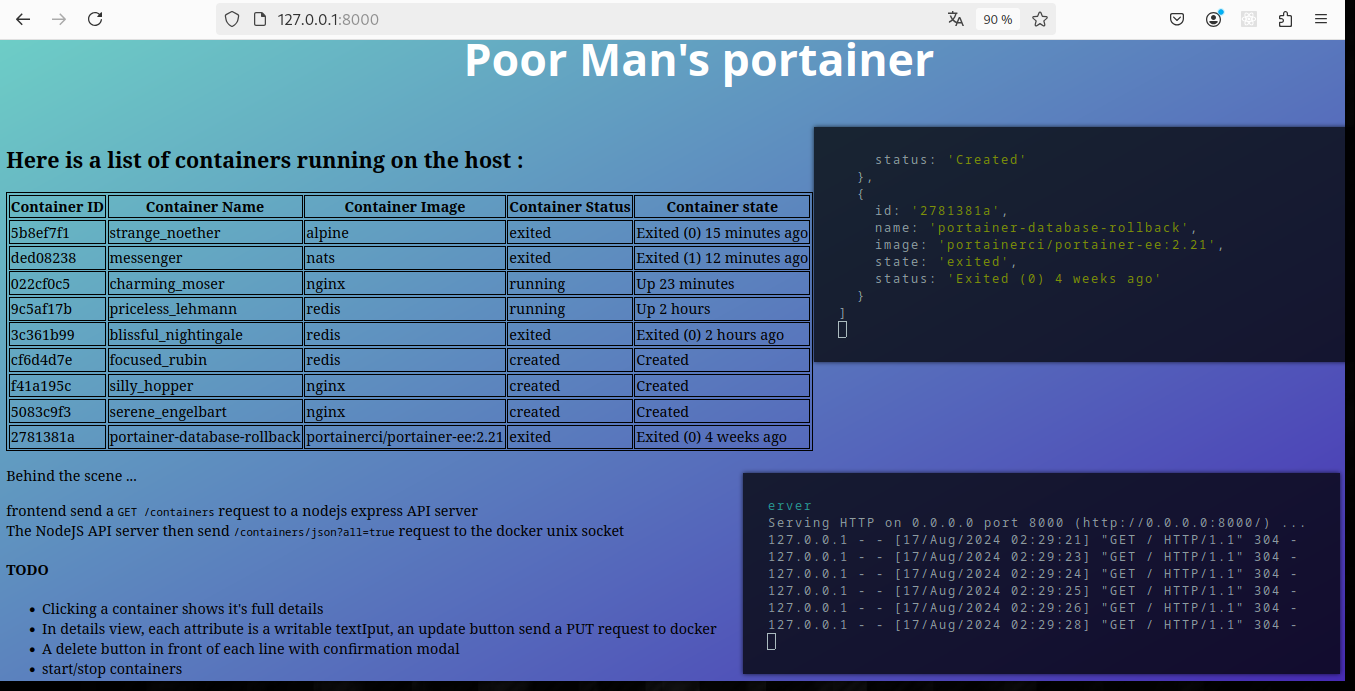 127.0.0.1:8000
90 %
Poor Man's portainer
Here is a list of containers running on the host :
Container ID Container Name Container Image Container Status Container state
5b8ef7f1 strange_noether alpine exited Exited (0) 15 minutes ago
ded08238 messenger nats exited Exited (1) 12 minutes ago
022cf0c5 charming_moser nginx running Up 23 minutes
9c5af17b priceless_lehmann redis running Up 2 hours
3c361b99 blissful_nightingale redis exited Exited (0) 2 hours ago
cf6d4d7e focused_rubin redis created Created
f41a195c silly_hopper nginx created Created
5083c9f3 serene_engelbart nginx created Created
2781381a portainer-database-rollback portainerci/portainer-ee:2.21 exited Exited (0) 4 weeks ago
status: 'Created'
},
{
id: '2781381a',
name: 'portainer-database-rollback',
image: 'portainerci/portainer-ee:2.21',
state: 'exited',
status: 'Exited (0) 4 weeks ago'
}
]
Behind the scene ...
frontend send a GET /containers request to a nodejs express API server
The NodeJS API server then send /containers/json?all=true request to the docker unix socket
TODO
• Clicking a container shows it's full details
• In details view, each attribute is a writable textIput, an update button send a PUT request to docker
• A delete button in front of each line with confirmation modal
• start/stop containers
erver
Serving HTTP on 0.0.0.0 port 8000 (http://0.0.0.0:8000/) ...
127.0.0.1 - - [17/Aug/2024 02:29:21] "GET / HTTP/1.1" 304 -
127.0.0.1 - - [17/Aug/2024 02:29:23] "GET / HTTP/1.1" 304 -
127.0.0.1 - - [17/Aug/2024 02:29:24] "GET / HTTP/1.1" 304 -
127.0.0.1 - - [17/Aug/2024 02:29:25] "GET / HTTP/1.1" 304 -
127.0.0.1 - - [17/Aug/2024 02:29:26] "GET / HTTP/1.1" 304 -
127.0.0.1 - - [17/Aug/2024 02:29:28] "GET / HTTP/1.1" 304 -